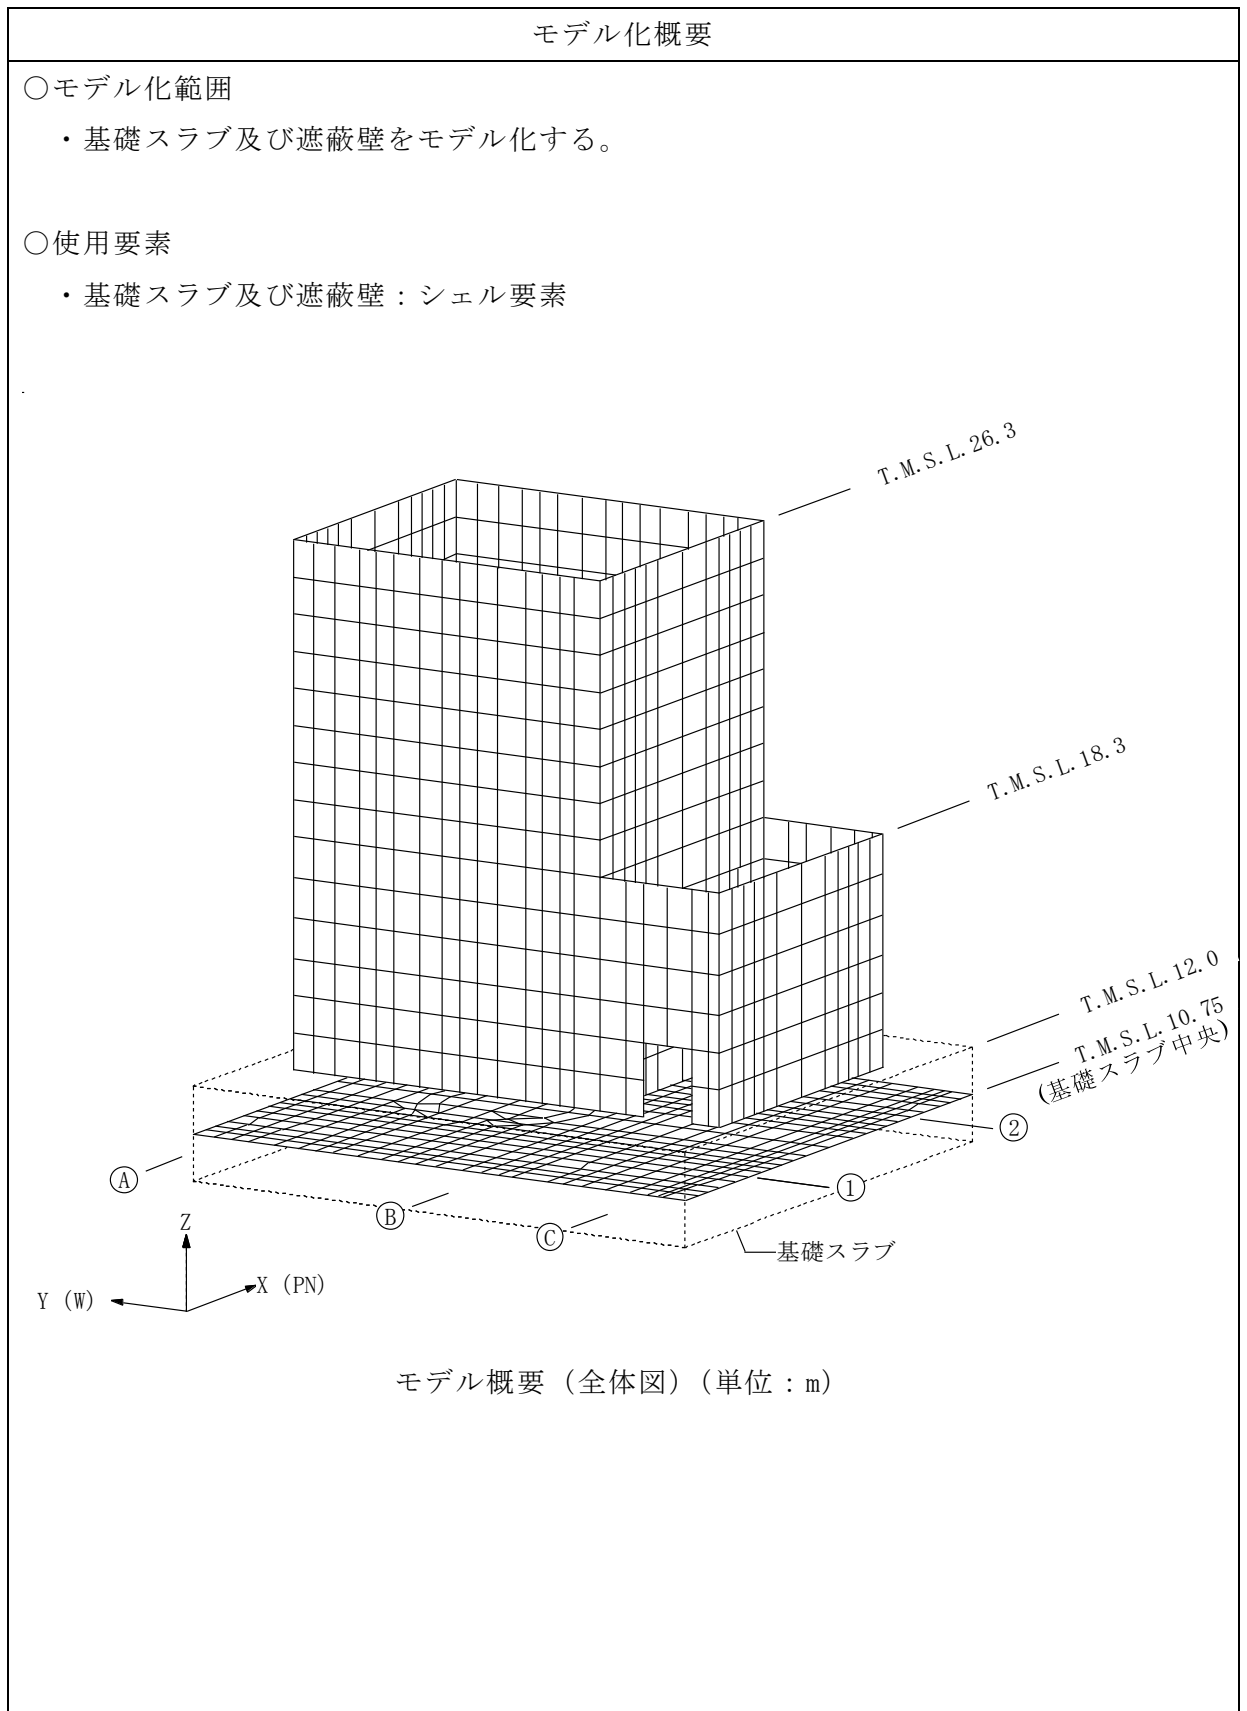 モデル化概要
○モデル化範囲
・基礎スラブ及び遮蔽壁をモデル化する。
○使用要素
・基礎スラブ及び遮蔽壁：シェル要素
T.M.S.L.26.3
T.M.S.L.18.3
T.M.S.L.12.0
T.M.S.L.10.75
(基礎スラブ中央)
②
Ⓐ
①
Ⓑ
Ⓒ
基礎スラブ
Z
X (PN)
Y (W)
モデル概要（全体図）（単位：m）